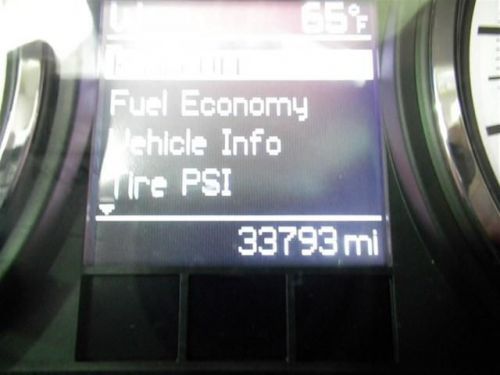 65°F
Fuel Economy
Vehicle Info
Tire PSI
33793 mi